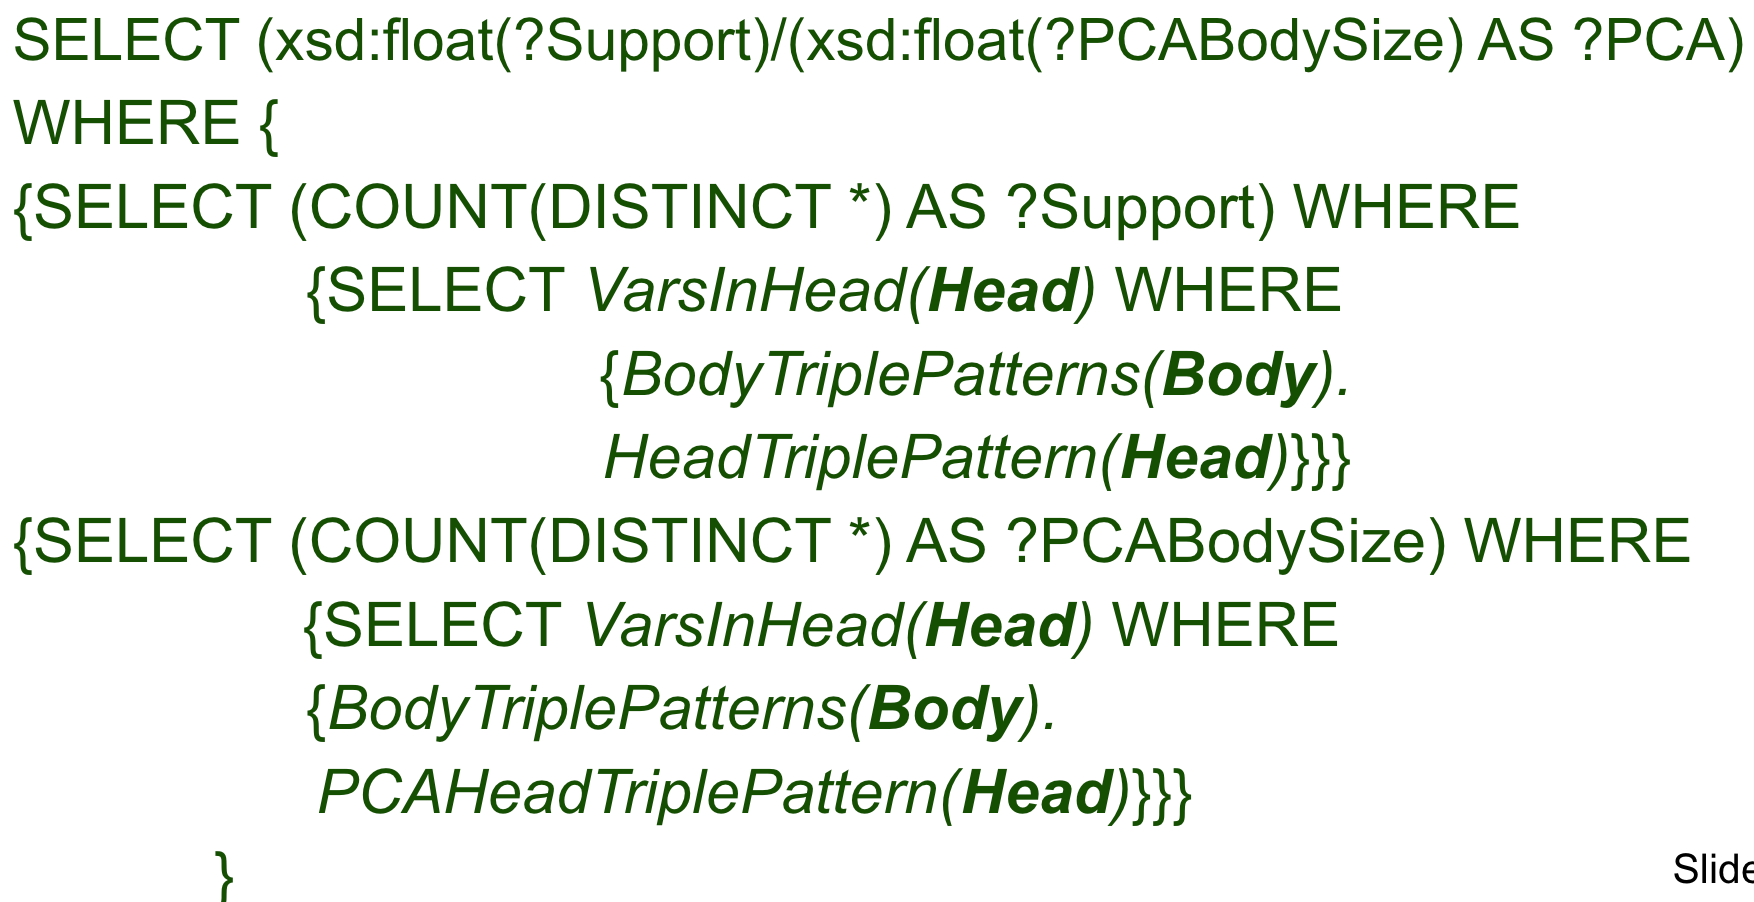 SELECT (xsd:float(?Support)/(xsd:float(?PCABodySize) AS ?PCA)
WHERE {
{SELECT (COUNT(DISTINCT *) AS ?Support) WHERE
{SELECT VarsInHead(Head) WHERE
{BodyTriplePatterns(Body).
HeadTriplePattern(Head)}}}
{SELECT (COUNT(DISTINCT *) AS ?PCABodySize) WHERE
{SELECT VarsInHead(Head) WHERE
{BodyTriplePatterns(Body).
PCAHeadTriplePattern(Head)}}}
}
Slide